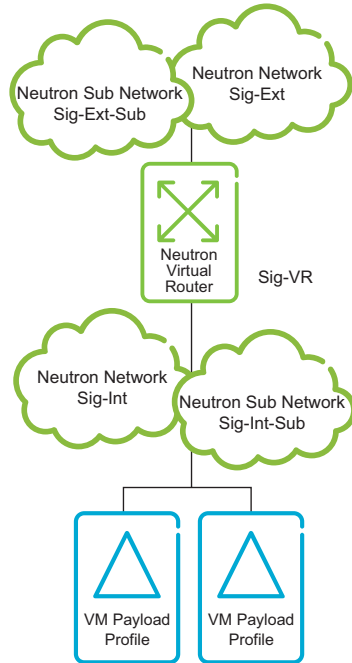 Neutron Sub Network
Sig-Ext-Sub
Neutron Network
Sig-Ext
Neutron
Virtual
Router
Sig-VR
Neutron Network
Sig-Int
Neutron Sub Network
Sig-Int-Sub
VM Payload
Profile
VM Payload
Profile